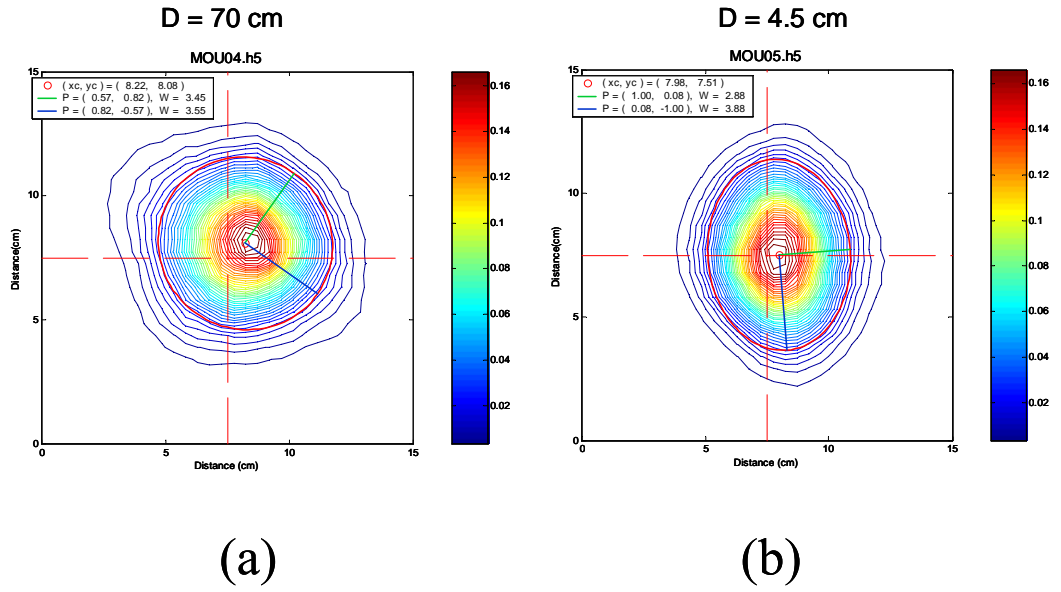 D = 70 cm
MOU04.h5
( xc, yc ) = ( 8.22, 8.08 )
P = ( 0.57, 0.82 ), W = 3.45
P = ( 0.82, -0.57 ), W = 3.55
15
10
5
0
0
5
10
15
Distance(cm)
Distance (cm)
0.16
0.14
0.12
0.1
0.08
0.06
0.04
0.02
(a)
D = 4.5 cm
MOU05.h5
( xc, yc ) = ( 7.98, 7.51 )
P = ( 1.00, 0.08 ), W = 2.88
P = ( 0.08, -1.00 ), W = 3.88
15
10
5
0
0
5
10
15
Distance(cm)
Distance (cm)
0.16
0.14
0.12
0.1
0.08
0.06
0.04
0.02
(b)